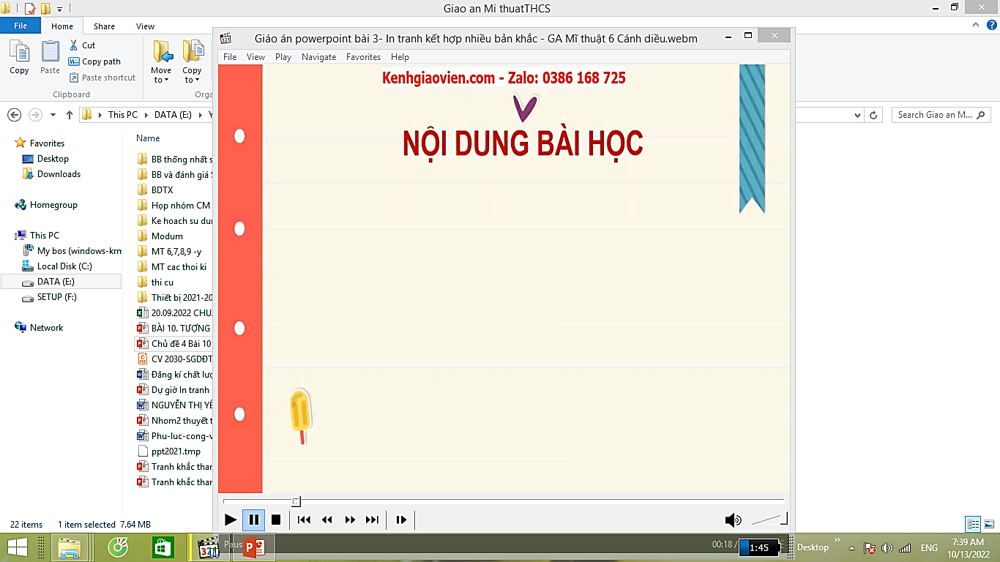 Giao an Mi thuatTHCS
File Home Share View
Copy
Paste
Cut
Copy path
Paste shortcut
Clipboard
Move to
Copy to
This PC DATA (E:)
Search Giao an M...
Favorites
Desktop
Downloads
Homegroup
This PC
My bos (windows-krm
Local Disk (C:)
DATA (E:)
SETUP (F:)
Network
Name
BB thống nhất s
BB và đánh giá
BDTX
Họp nhóm CM
Ke hoach su dun
Modum
MT 6,7,8,9 -y
MT cac thoi ki
thi cu
Thiết bị 2021-20
20.09.2022 CHU
BÀI 10. TƯỢNG
Chủ đề 4 Bài 10
CV 2030-SGDĐT
Đăng kí chất lượ
Dự giờ In tranh
NGUYỄN THỊ YẾ
Nhom2 thuyết t
Phu-luc-cong-v
ppt2021.tmp
Tranh khắc than
Tranh khắc than
Giáo án powerpoint bài 3- In tranh kết hợp nhiều bản khắc - GA Mĩ thuật 6 Cánh diều.webm
File View Play Navigate Favorites Help
Kenhgiaovien.com - Zalo: 0386 168 725
NỘI DUNG BÀI HỌC
22 items 1 item selected 7.64 MB
Paus
00:18 /
1:45
Desktop
ENG
7:39 AM
10/13/2022